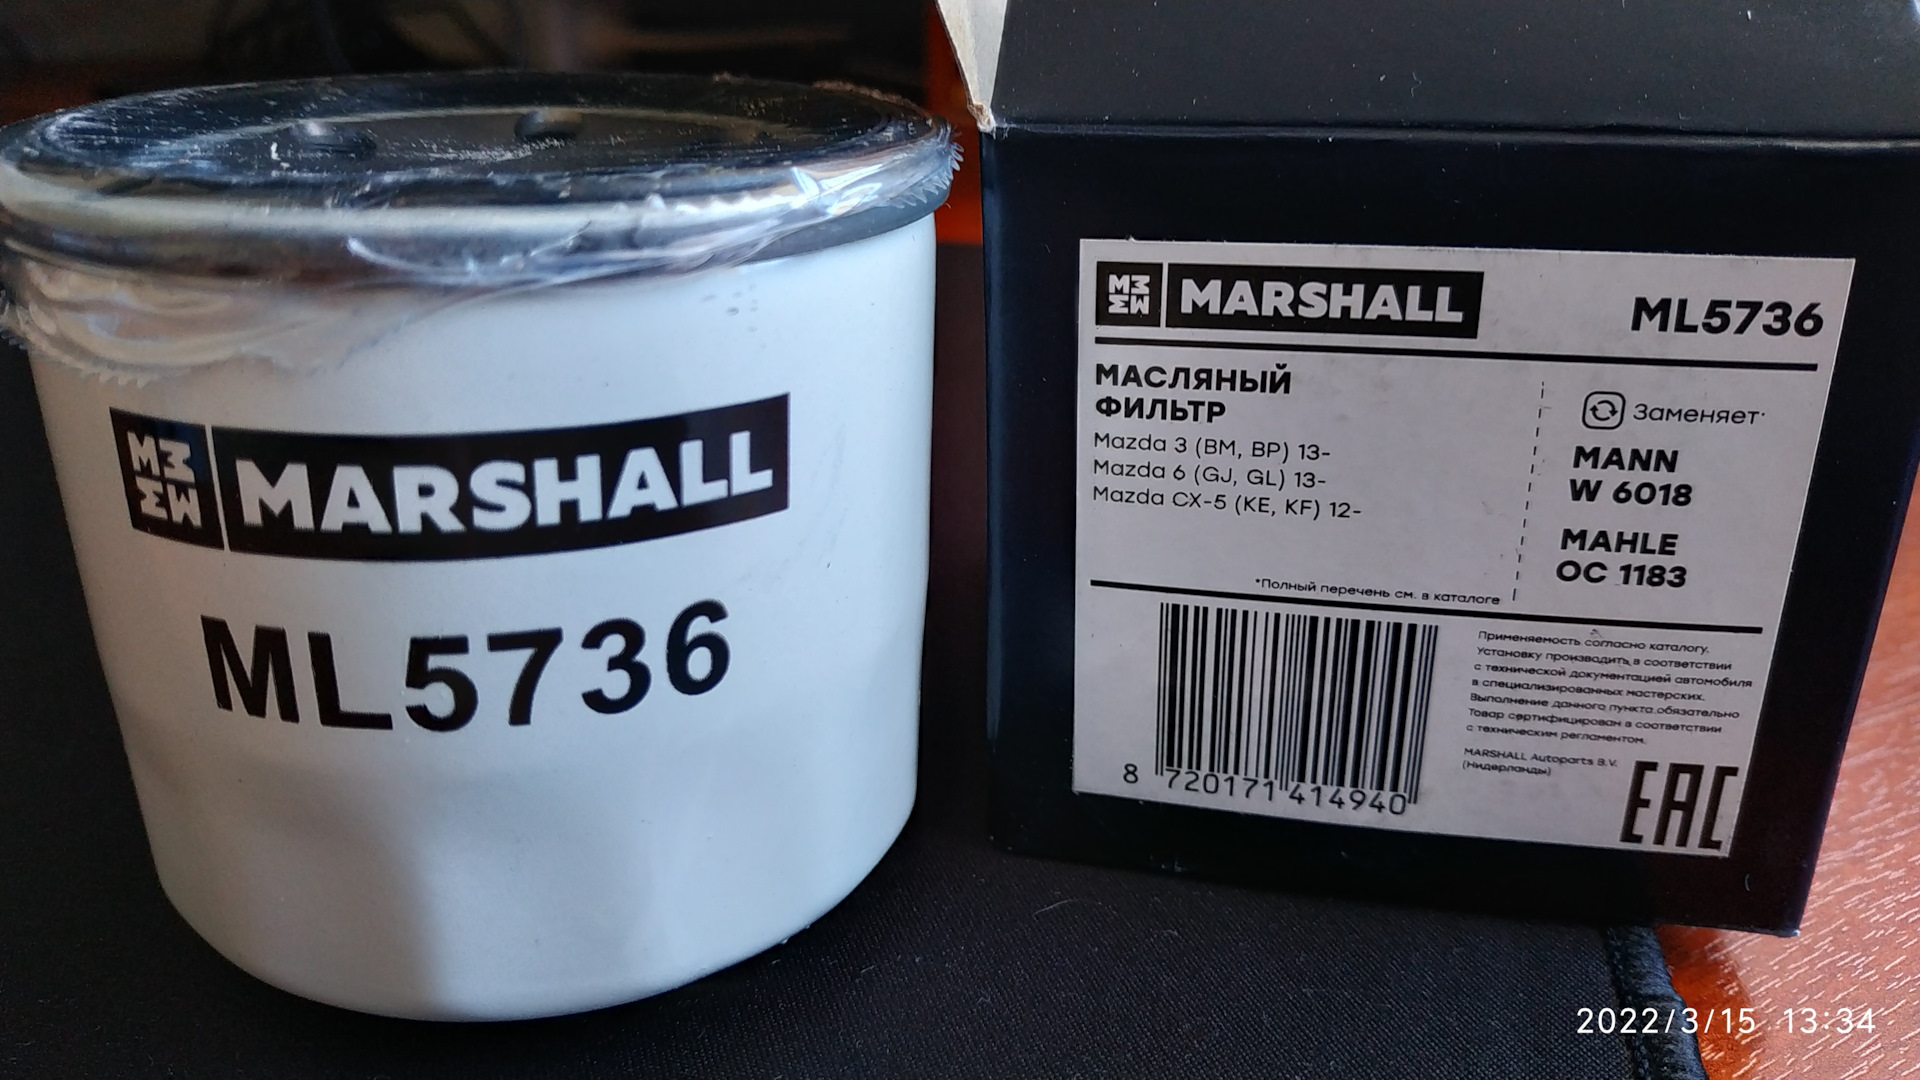 MARSHALL
ML5736
MARSHALL
ML5736
МАСЛЯНЫЙ
ФИЛЬТР
Mazda 3 (BM, BP) 13-
Mazda 6 (GJ, GL) 13-
Mazda CX-5 (KE, KF) 12-
*Полный перечень см. в каталоге
Заменяет:
MANN
W 6018
MAHLE
OC 1183
8 720171 414940
Применяемость согласно каталогу.
Установку производить в соответствии
с технической документацией автомобиля
в специализированных мастерских.
Выполнение данного пункта обязательно
Товар сертифицирован в соответствии
с техническим регламентом.
MARSHALL Autoparts B.V.
(Нидерланды)
EAC
2022/3/15 13:34